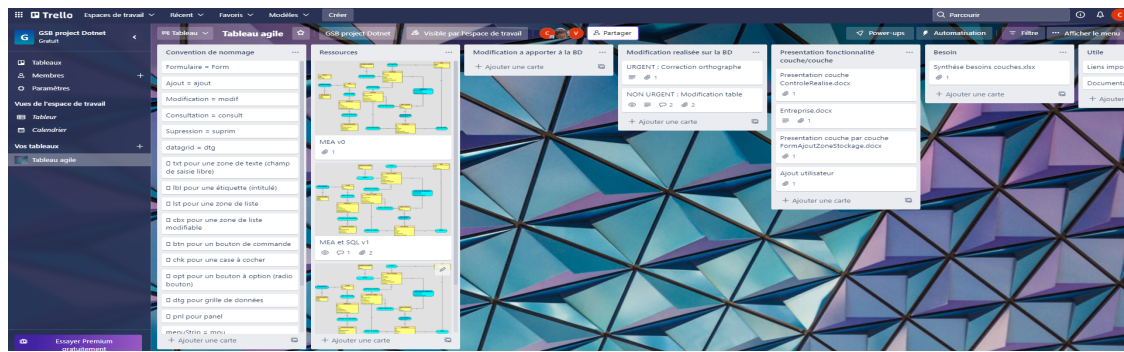 Trello
Espaces de travail
Récent
Favoris
Modèles
Créer
Parcourir
G
GSB project Dotnet
Gratuit
Tableaux
Membres
Paramètres
Vues de l'espace de travail
Tableur
Calendrier
Vos tableaux
Tableau agile
Essayer Premium
gratuitement
Tableau
Tableau agile
GSB project Dotnet
Visible par l'espace de travail
C
V
Partager
Power-ups
Automatisation
Filtre
Afficher le menu
Convention de nommage
Formulaire = Form
Ajout = ajout
Modification = modif
Consultation = consult
Supression = suprim
datagrid = dtg
txt pour une zone de texte (champ
de saisie libre)
lbl pour une étiquette (intitulé)
lst pour une zone de liste
cbx pour une zone de liste
modifiable
btn pour un bouton de commande
chk pour une case à cocher
opt pour un bouton à option (radio
bouton)
dtg pour grille de données
pnl pour panel
menuStrip = mnu
+ Ajouter une carte
Ressources
MEA v0
1
MEA et SQL v1
1
2
+ Ajouter une carte
Modification a apporter à la BD
+ Ajouter une carte
Modification realisée sur la BD
URGENT : Correction orthographe
1
NON URGENT : Modification table
2
2
+ Ajouter une carte
Presentation fonctionnalité
couche/couche
Presentation couche
ControleRealise.docx
1
Entreprise.docx
1
Presentation couche par couche
FormAjoutZoneStockage.docx
1
Ajout utilisateur
1
+ Ajouter une carte
Besoin
Synthése besoins couches.xlsx
1
+ Ajouter une carte
Utile
Liens impo
Documenta
+ Ajouter